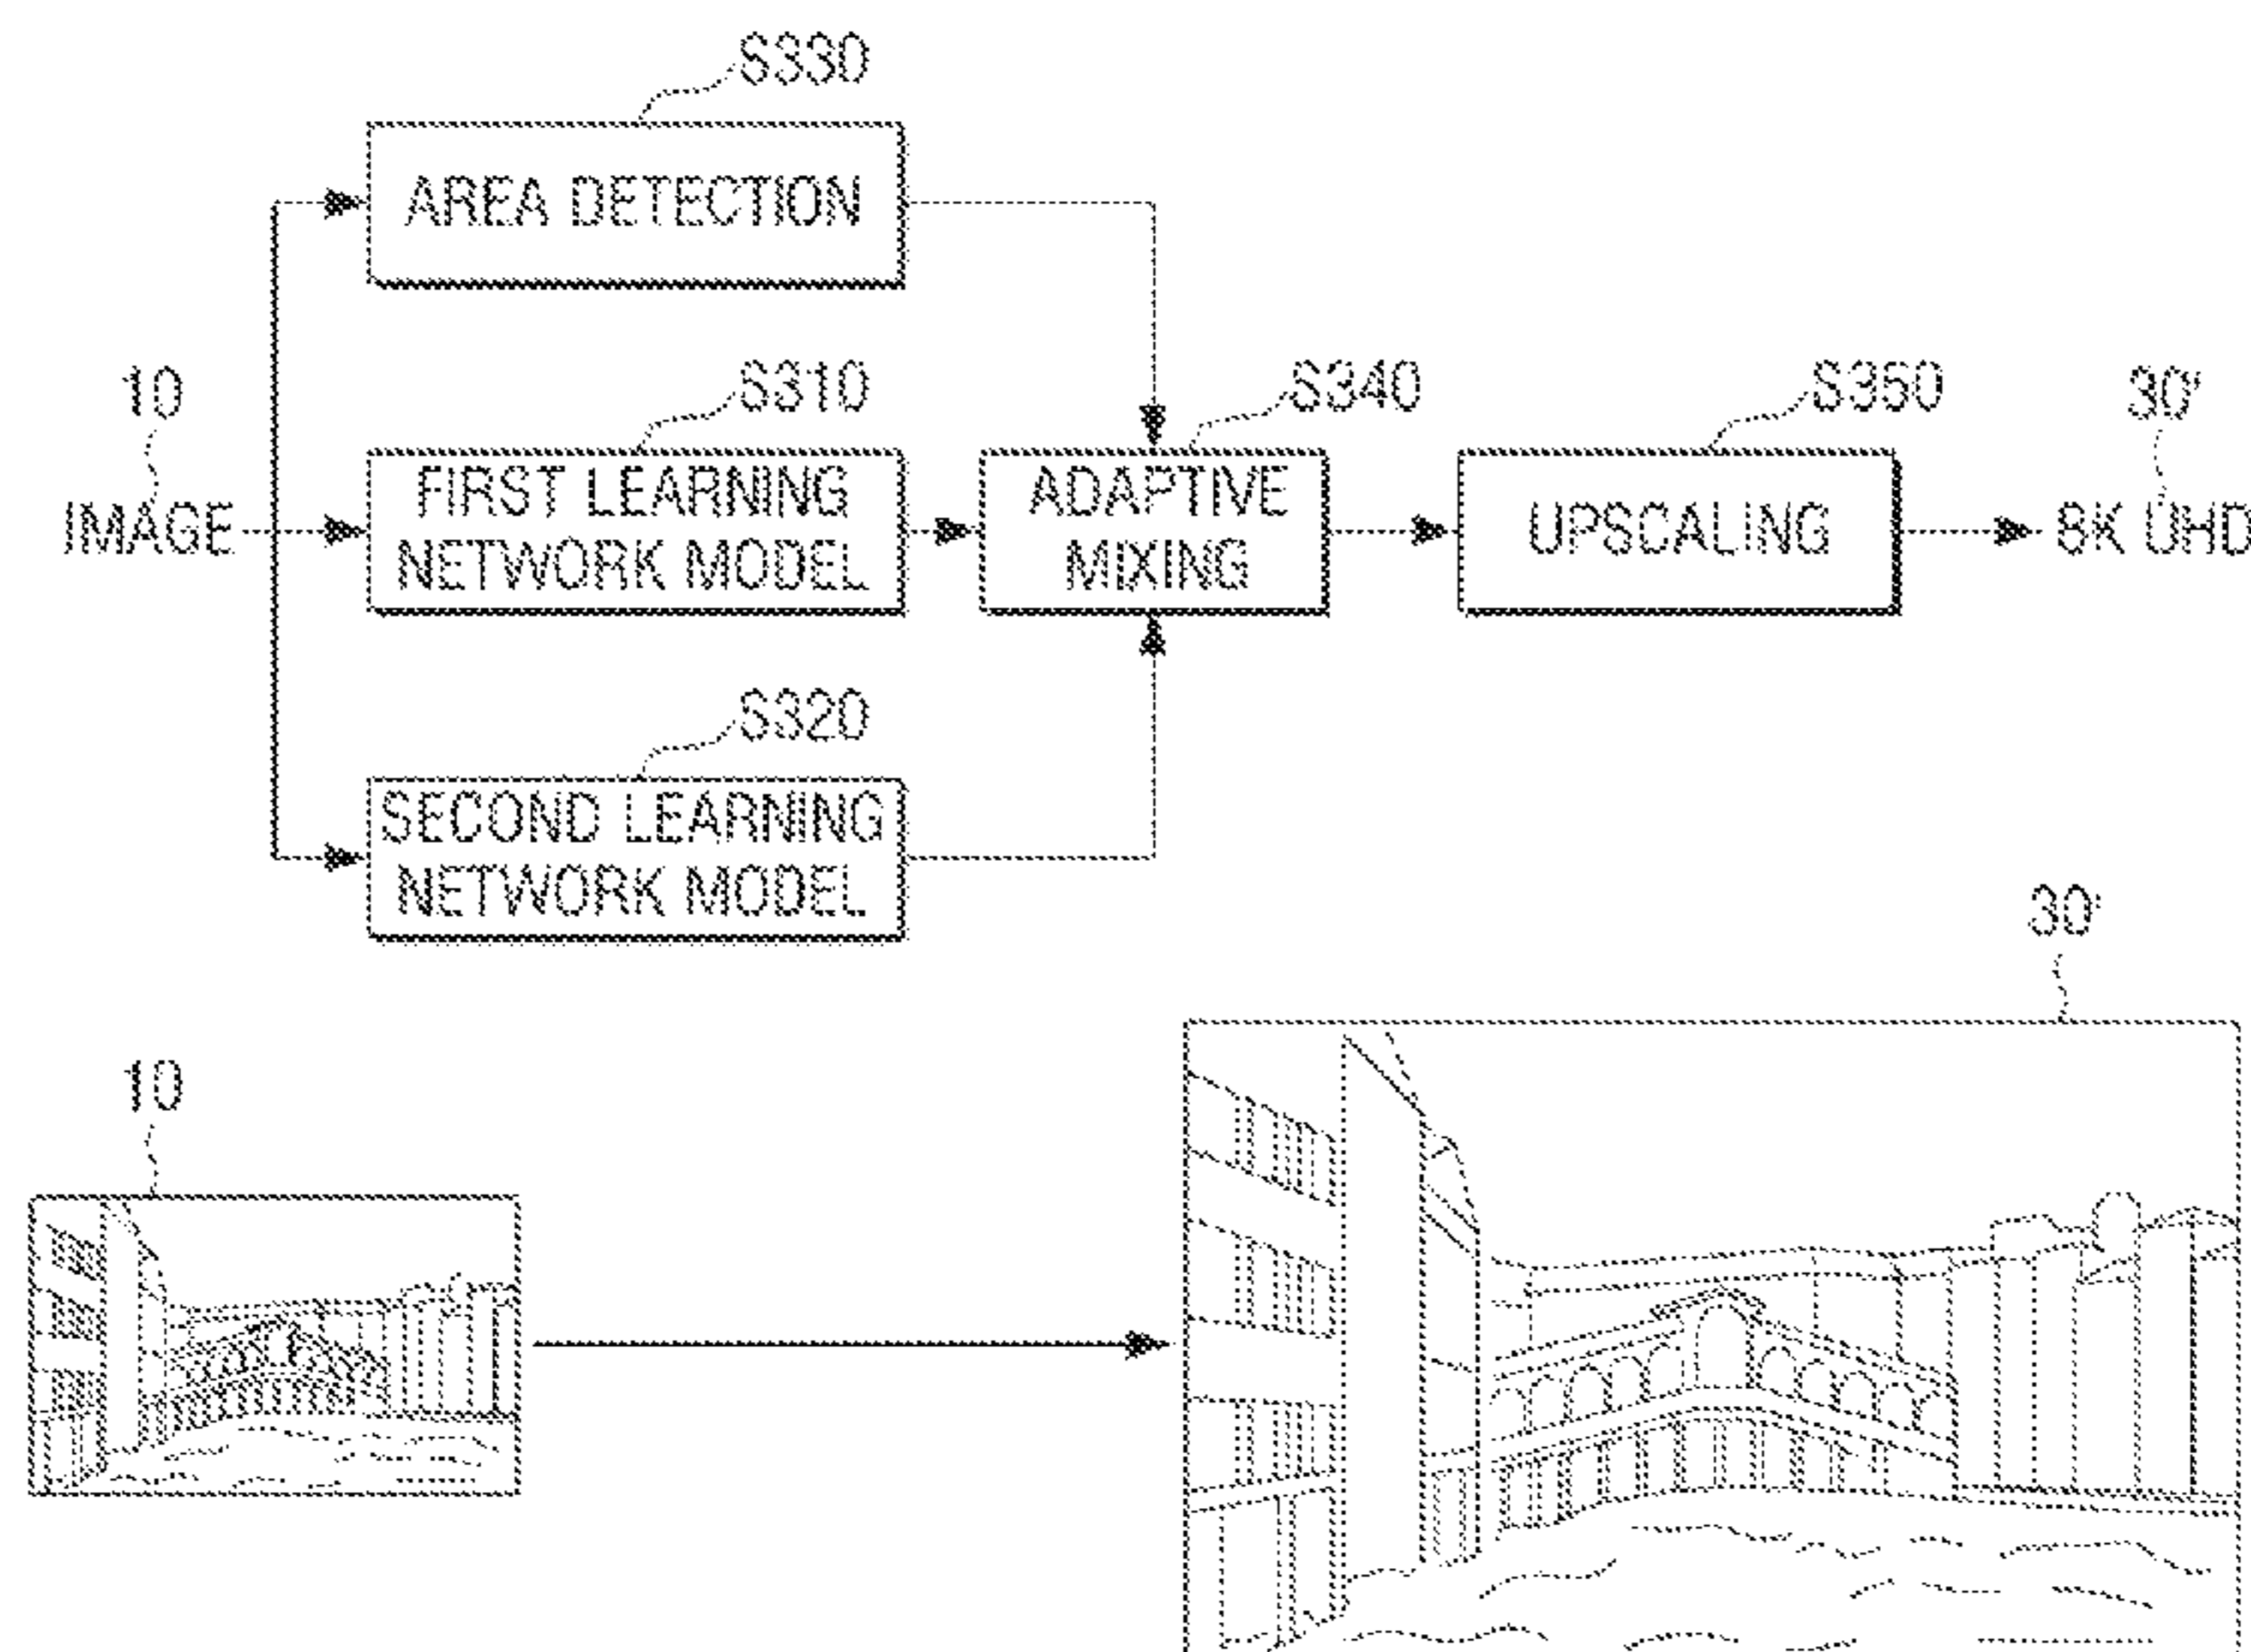 S330
AREA DETECTION
10
S310
S340
S350
30'
IMAGE
FIRST LEARNING
NETWORK MODEL
ADAPTIVE
MIXING
UPSCALING
8K UHD
S320
SECOND LEARNING
NETWORK MODEL
30'
10